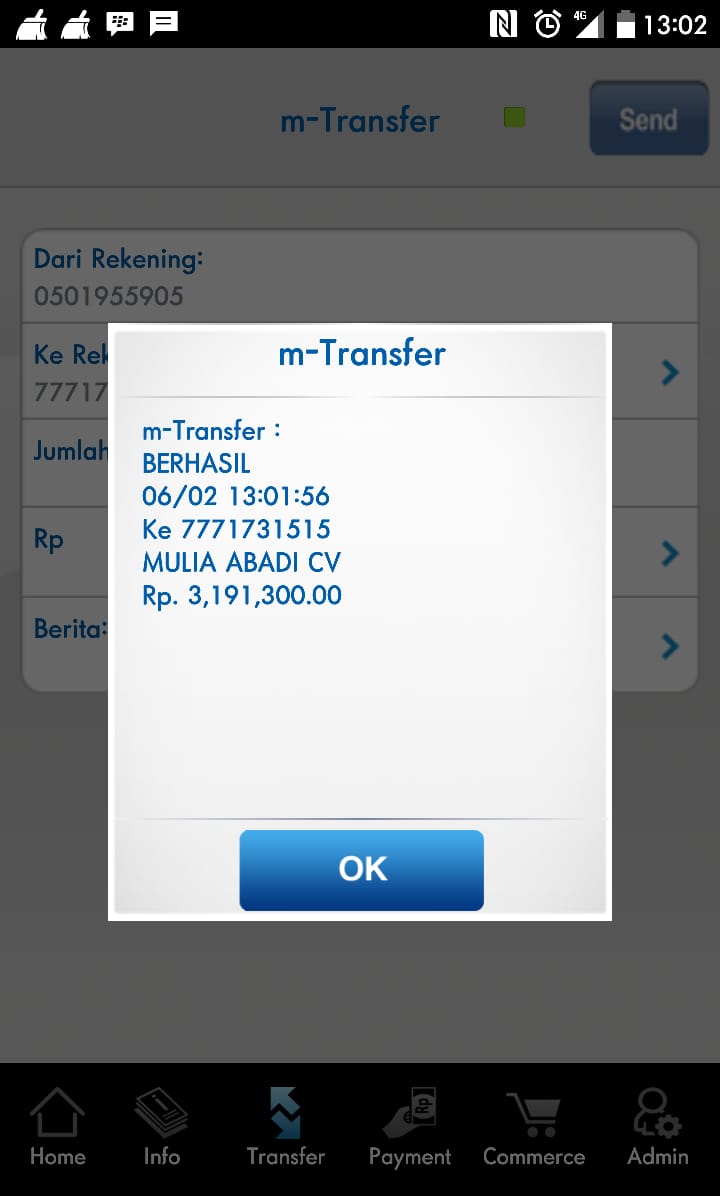 4G 13:02
m-Transfer
Send
Dari Rekening:
0501955905
Ke Rek
77717
Jumlah
Rp
Berita:
m-Transfer
m-Transfer :
BERHASIL
06/02 13:01:56
Ke 7771731515
MULIA ABADI CV
Rp. 3,191,300.00
OK
Home Info Transfer Payment Commerce Admin